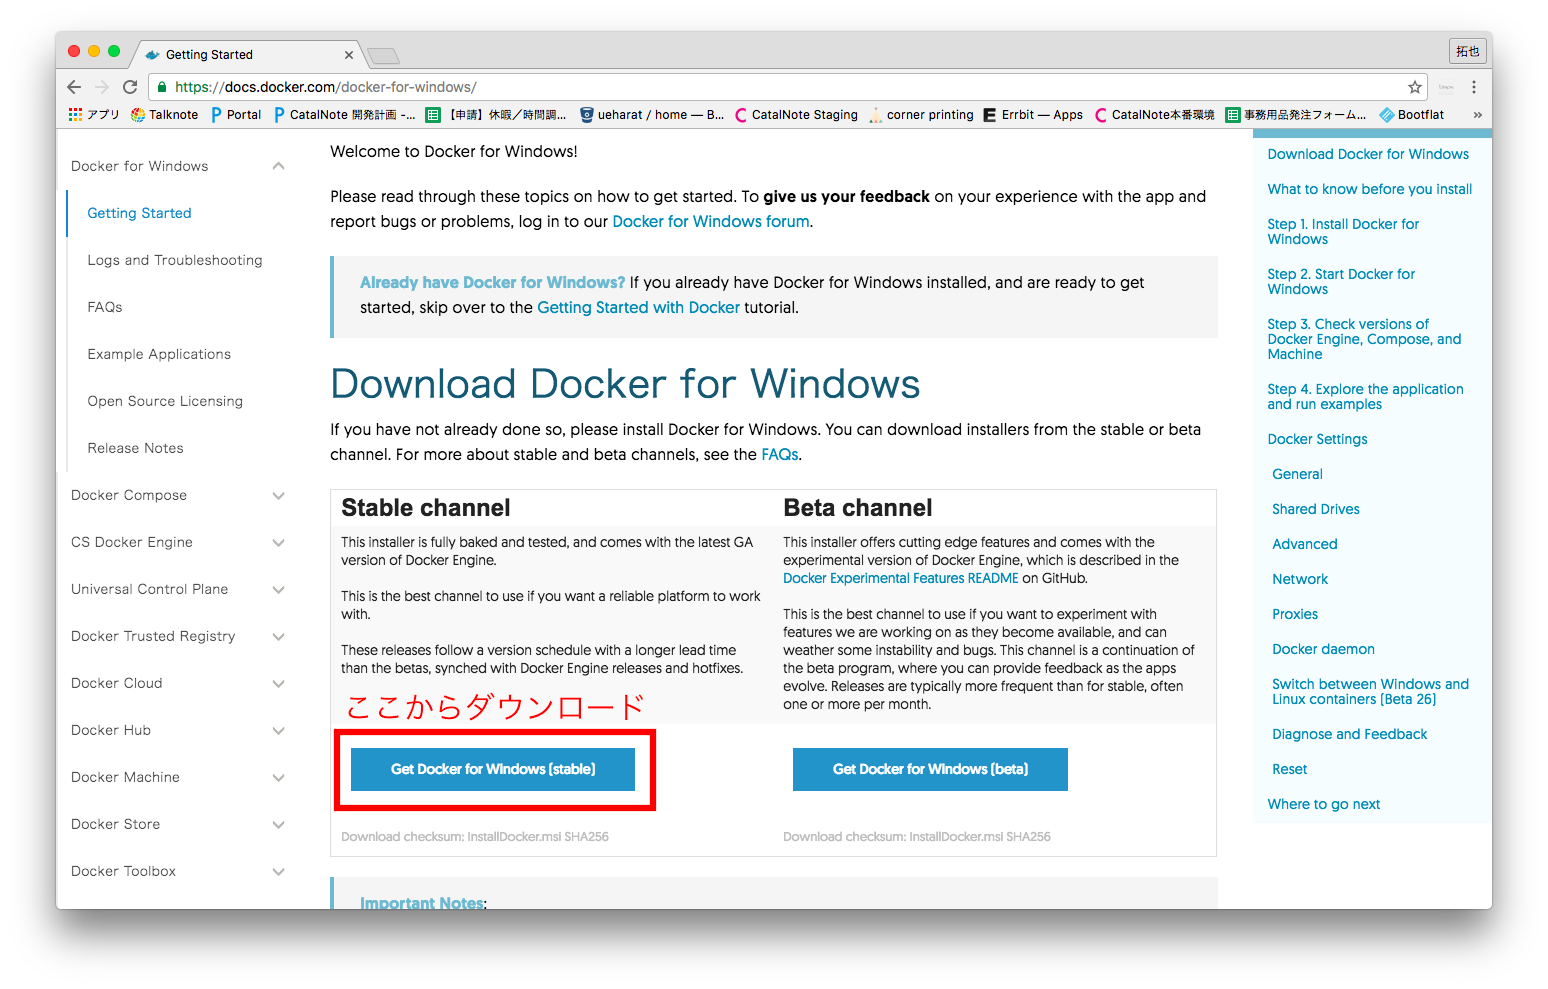 Getting Started
拓也
https://docs.docker.com/docker-for-windows/
アプリ Talknote Portal CatalNote 開発計画 -... 【申請】休暇／時間調... ueharat / home — B... CatalNote Staging corner printing Errbit — Apps CatalNote本番環境 事務用品発注フォーム... Bootflat »
Docker for Windows
Getting Started
Logs and Troubleshooting
FAQs
Example Applications
Open Source Licensing
Release Notes
Docker Compose
CS Docker Engine
Universal Control Plane
Docker Trusted Registry
Docker Cloud
Docker Hub
Docker Machine
Docker Store
Docker Toolbox
Welcome to Docker for Windows!
Please read through these topics on how to get started. To give us your feedback on your experience with the app and
report bugs or problems, log in to our Docker for Windows forum.
Already have Docker for Windows? If you already have Docker for Windows installed, and are ready to get
started, skip over to the Getting Started with Docker tutorial.
Download Docker for Windows
If you have not already done so, please install Docker for Windows. You can download installers from the stable or beta
channel. For more about stable and beta channels, see the FAQs.
Stable channel
This installer is fully baked and tested, and comes with the latest GA
version of Docker Engine.
This is the best channel to use if you want a reliable platform to work
with.
These releases follow a version schedule with a longer lead time
than the betas, synched with Docker Engine releases and hotfixes.
ここからダウンロード
Get Docker for Windows (stable)
Download checksum: InstallDocker.msi SHA256
Beta channel
This installer offers cutting edge features and comes with the
experimental version of Docker Engine, which is described in the
Docker Experimental Features README on GitHub.
This is the best channel to use if you want to experiment with
features we are working on as they become available, and can
weather some instability and bugs. This channel is a continuation of
the beta program, where you can provide feedback as the apps
evolve. Releases are typically more frequent than for stable, often
one or more per month.
Get Docker for Windows (beta)
Download checksum: InstallDocker.msi SHA256
Important Notes:
Download Docker for Windows
What to know before you install
Step 1. Install Docker for
Windows
Step 2. Start Docker for
Windows
Step 3. Check versions of
Docker Engine, Compose, and
Machine
Step 4. Explore the application
and run examples
Docker Settings
General
Shared Drives
Advanced
Network
Proxies
Docker daemon
Switch between Windows and
Linux containers (Beta 26)
Diagnose and Feedback
Reset
Where to go next